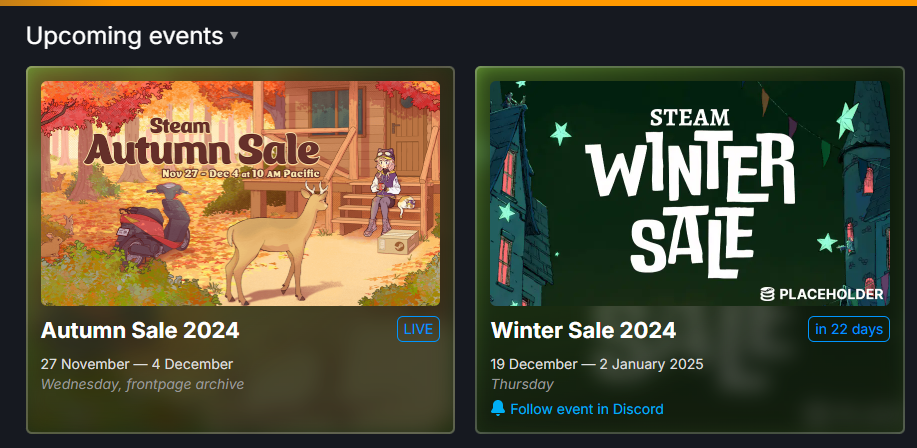 Upcoming events
Steam
Autumn Sale
Nov 27 - Dec 4 at 10 AM Pacific
Autumn Sale 2024
LIVE
27 November — 4 December
Wednesday, frontpage archive
STEAM
WINTER
SALE
PLACEHOLDER
Winter Sale 2024
in 22 days
19 December — 2 January 2025
Thursday
Follow event in Discord